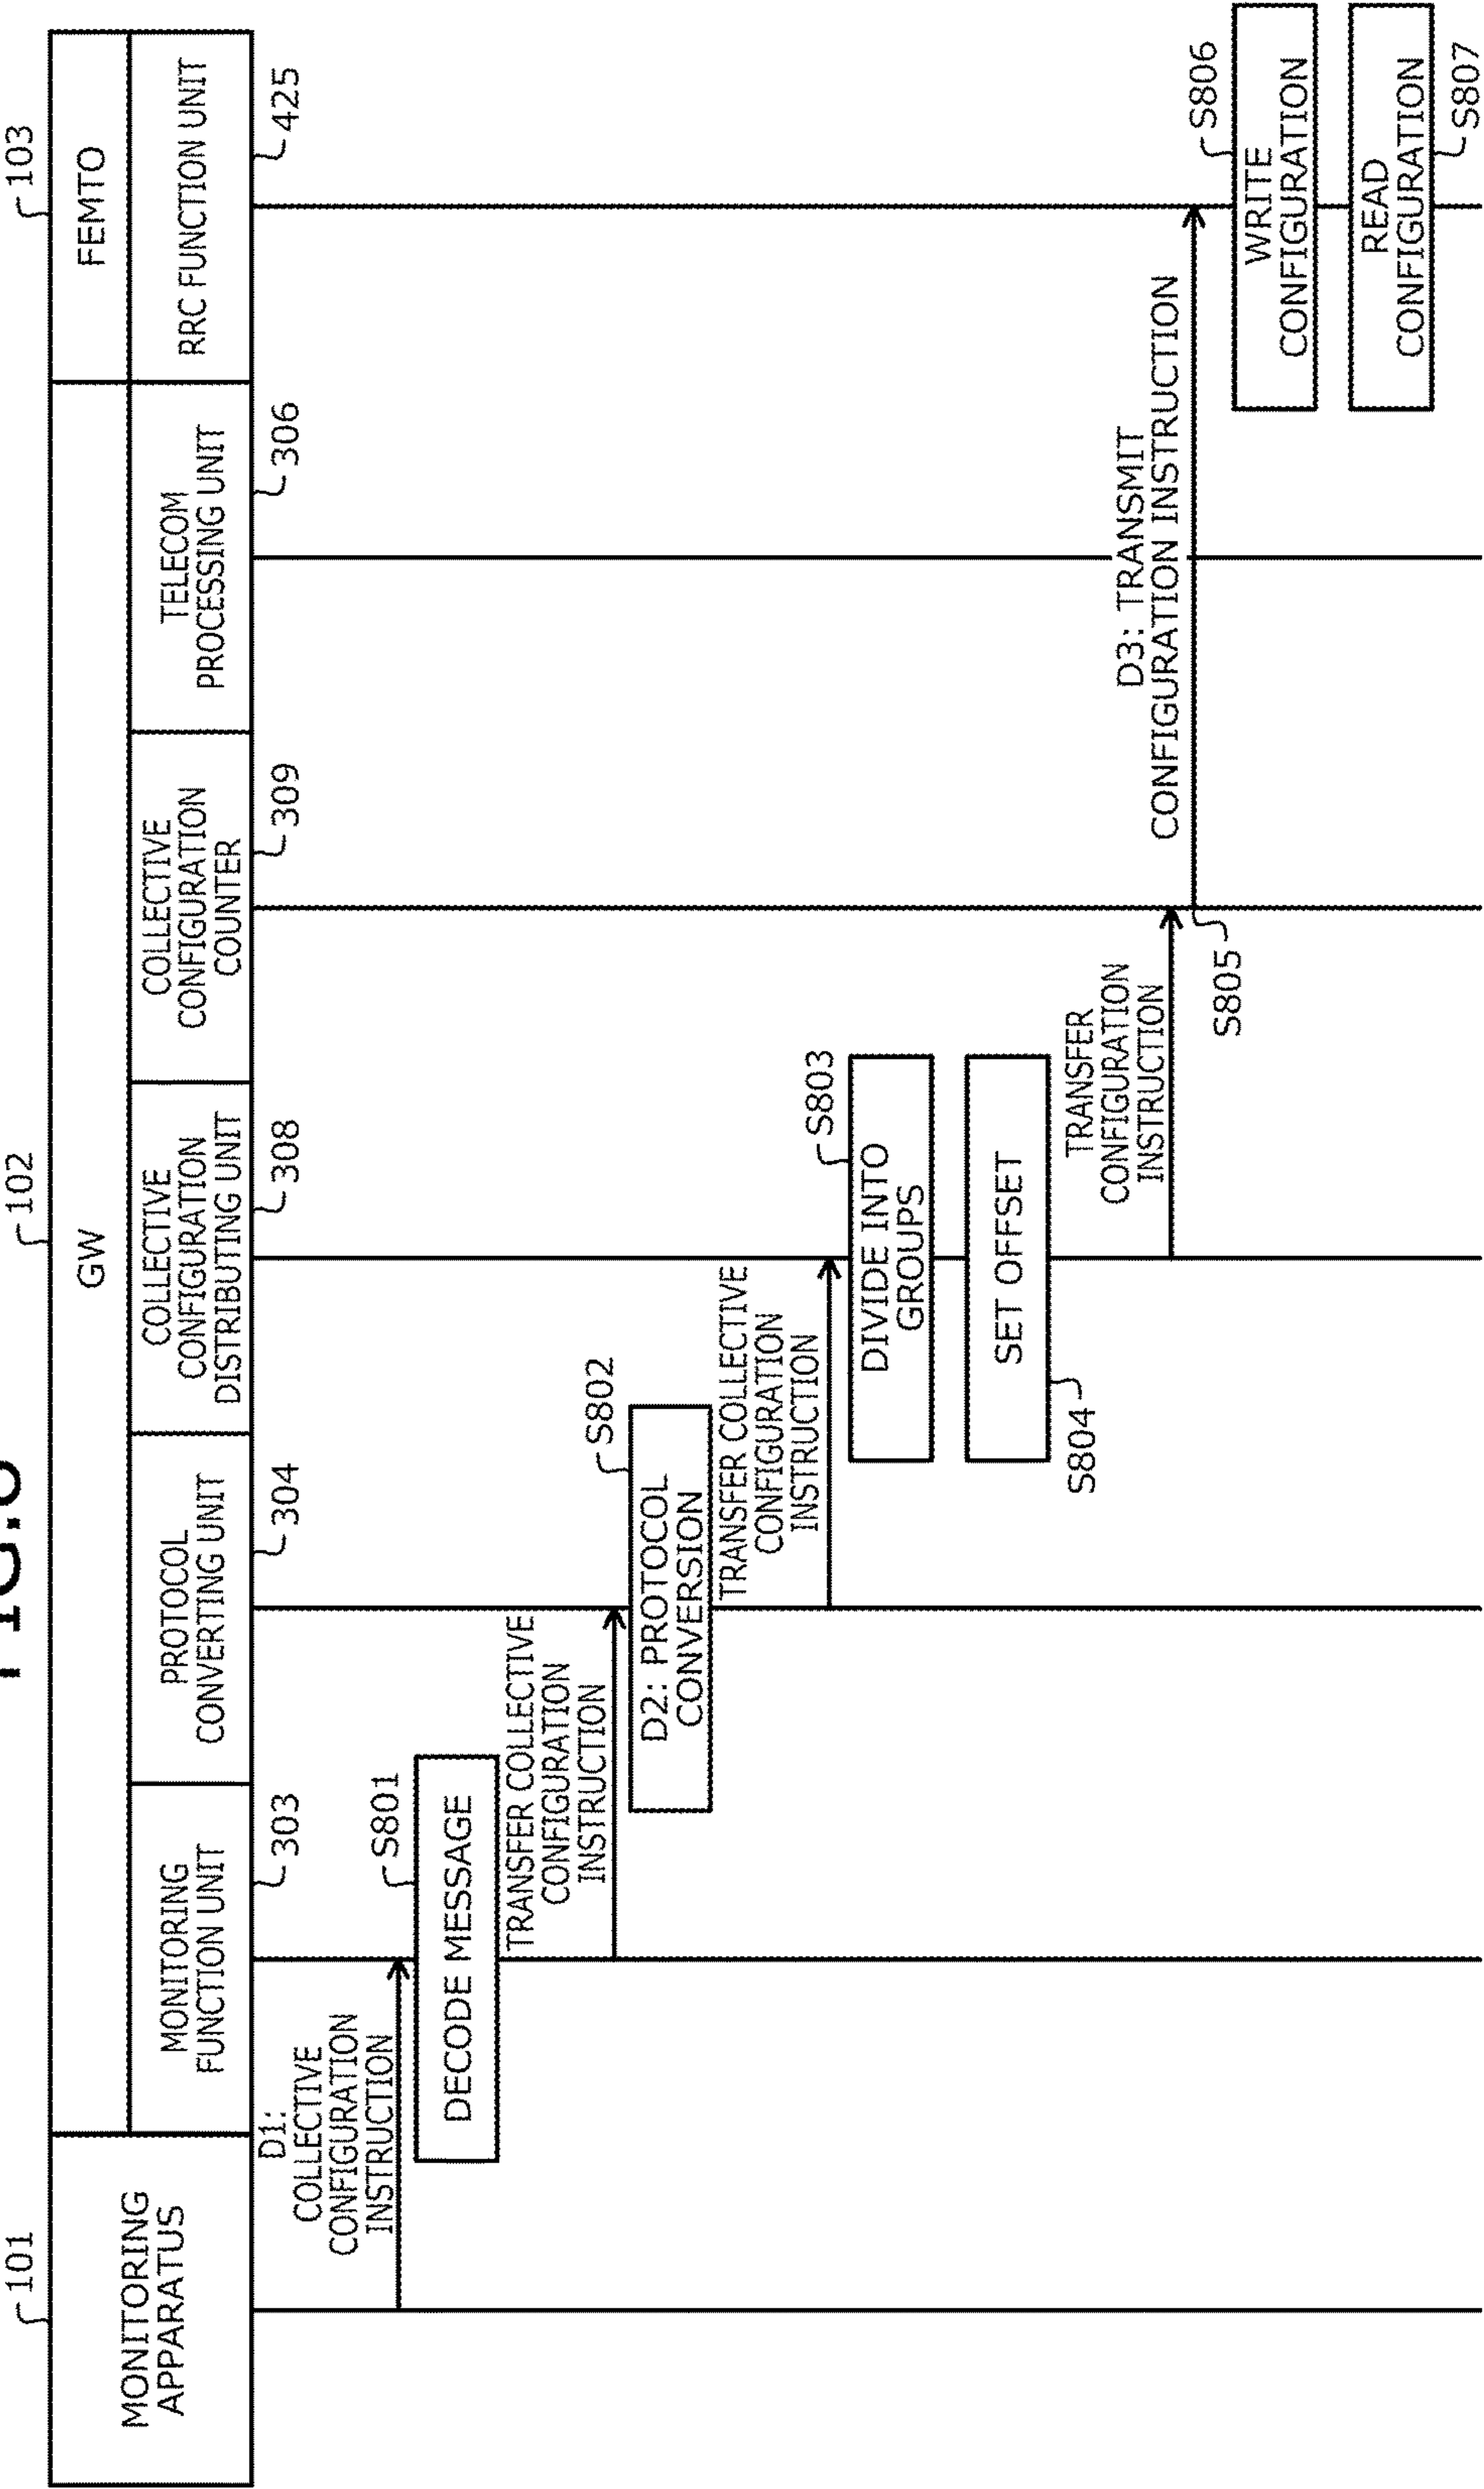 101
102
103
MONITORING
APPARATUS
GW
FEMTO
MONITORING
FUNCTION UNIT
PROTOCOL
CONVERTING UNIT
COLLECTIVE
CONFIGURATION
DISTRIBUTING UNIT
COLLECTIVE
CONFIGURATION
COUNTER
TELECOM
PROCESSING UNIT
RRC FUNCTION UNIT
303
304
308
309
306
425
D1:
COLLECTIVE
CONFIGURATION
INSTRUCTION
S801
DECODE MESSAGE
TRANSFER COLLECTIVE
CONFIGURATION
INSTRUCTION
S802
D2: PROTOCOL
CONVERSION
TRANSFER COLLECTIVE
CONFIGURATION
INSTRUCTION
S803
DIVIDE INTO
GROUPS
SET OFFSET
S804
TRANSFER
CONFIGURATION
INSTRUCTION
S805
D3: TRANSMIT
CONFIGURATION INSTRUCTION
S806
WRITE
CONFIGURATION
READ
CONFIGURATION
S807